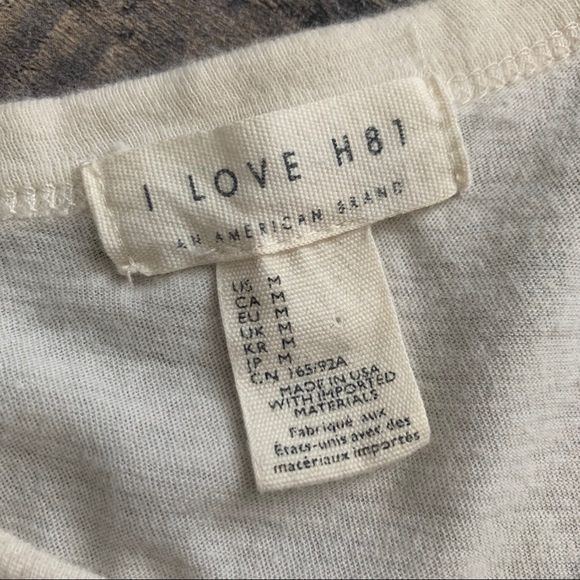 I LOVE H81
AN AMERICAN BRAND
US M
CA M
EU M
UK M
KR M
JP M
CN 165/92A
MADE IN USA
WITH IMPORTED
MATERIALS
Fabriqué aux
États-unis avec des
matériaux importés